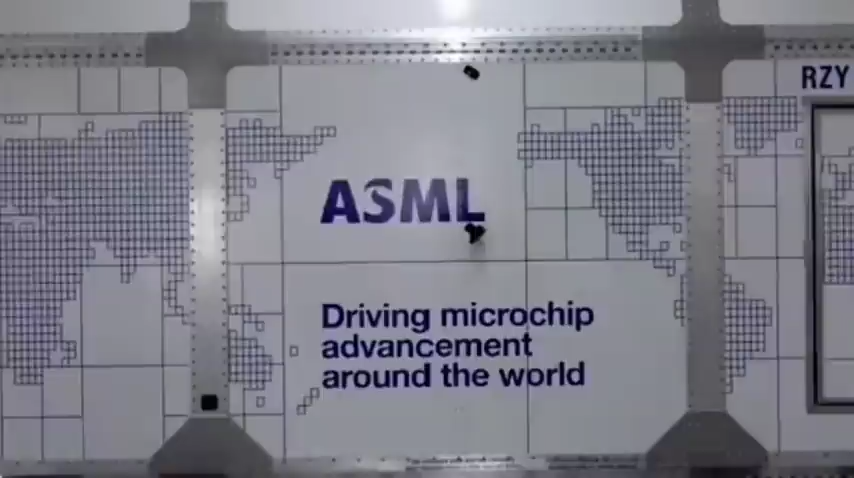 RZY
ASML
Driving microchip
advancement
around the world